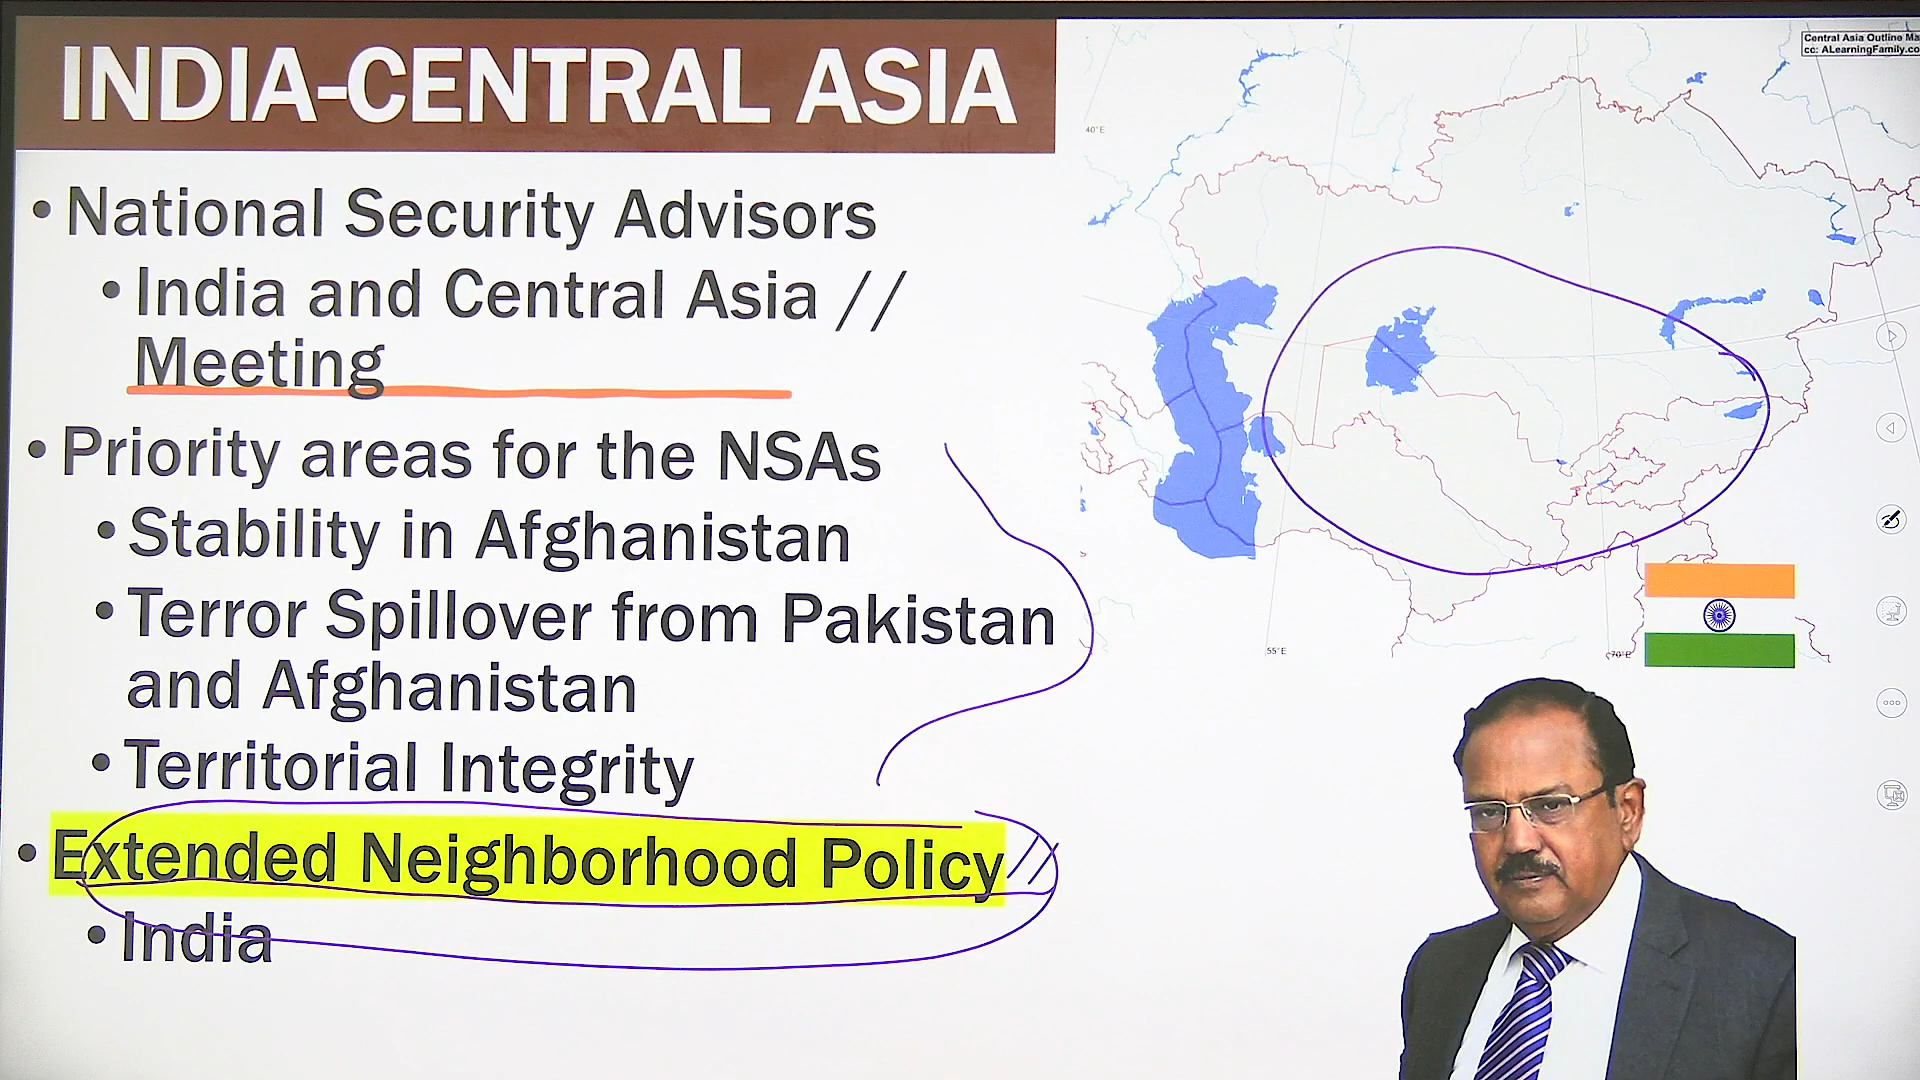 INDIA-CENTRAL ASIA
• National Security Advisors
• India and Central Asia //
Meeting
• Priority areas for the NSAs
• Stability in Afghanistan
• Terror Spillover from Pakistan
and Afghanistan
• Territorial Integrity
• Extended Neighborhood Policy //
• India
Central Asia Outline Ma
cc: ALearningFamily.co
40°E
55°E
70°E